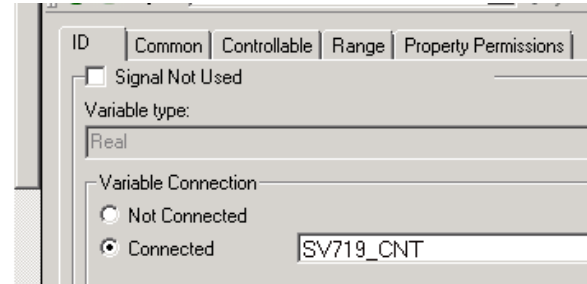 ID Common Controllable Range Property Permissions
Signal Not Used
Variable type:
Real
Variable Connection
Not Connected
Connected SV719_CNT